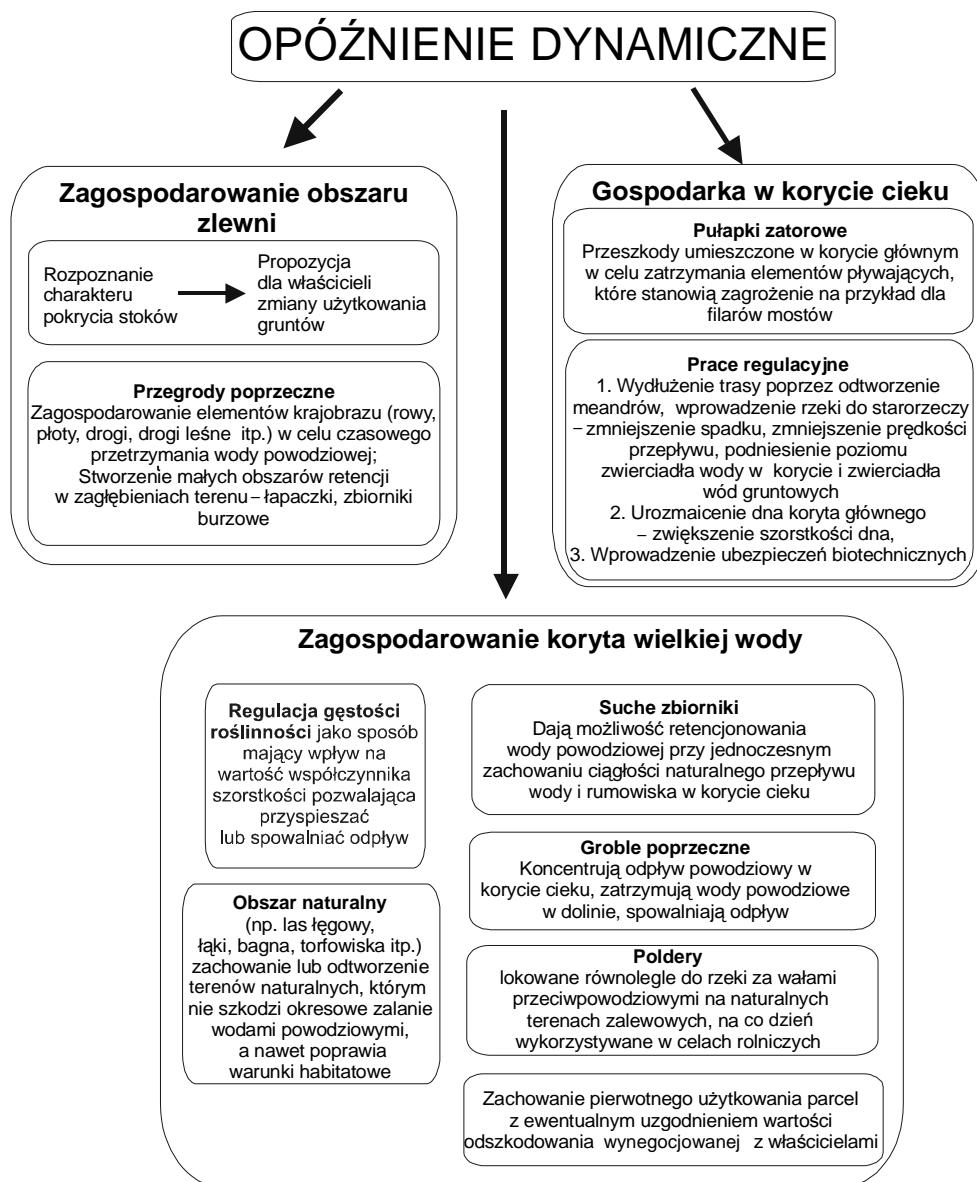 OPÓŹNIENIE DYNAMICZNE
Zagospodarowanie obszaru
zlewni
Rozpoznanie
charakteru
pokrycia stoków
Propozycja
dla właścicieli
zmiany użytkowania
gruntów
Przegrody poprzeczne
Zagospodarowanie elementów krajobrazu (rowy,
płoty, drogi, drogi leśne itp.) w celu czasowego
przetrzymania wody powodziowej;
Stworzenie małych obszarów retencji
w zagłębieniach terenu – łapaczki, zbiorniki
burzowe
Gospodarka w korycie cieku
Pułapki zatorowe
Przeszkody umieszczone w korycie głównym
w celu zatrzymania elementów pływających,
które stanowią zagrożenie na przykład dla
filarów mostów
Prace regulacyjne
1. Wydłużenie trasy poprzez odtworzenie
meandrów, wprowadzenie rzeki do starorzeczy
– zmniejszenie spadku, zmniejszenie prędkości
przepływu, podniesienie poziomu
zwierciadła wody w korycie i zwierciadła
wód gruntowych
2. Urozmaicenie dna koryta głównego
– zwiększenie szorstkości dna,
3. Wprowadzenie ubezpieczeń biotechnicznych
Zagospodarowanie koryta wielkiej wody
Regulacja gęstości
roślinności jako sposób
mający wpływ na
wartość współczynnika
szorstkości pozwalająca
przyspieszać
lub spowalniać odpływ
Obszar naturalny
(np. las łęgowy,
łąki, bagna, torfowiska itp.)
zachowanie lub odtworzenie
terenów naturalnych, którym
nie szkodzi okresowe zalanie
wodami powodziowymi,
a nawet poprawia
warunki habitatowe
Suche zbiorniki
Dają możliwość retencjonowania
wody powodziowej przy jednoczesnym
zachowaniu ciągłości naturalnego przepływu
wody i rumowiska w korycie cieku
Groble poprzeczne
Koncentrują odpływ powodziowy w
korycie cieku, zatrzymują wody powodziowe
w dolinie, spowalniają odpływ
Poldery
lokowane równolegle do rzeki za wałami
przeciwpowodziowymi na naturalnych
terenach zalewowych, na co dzień
wykorzystywane w celach rolniczych
Zachowanie pierwotnego użytkowania parcel
z ewentualnym uzgodnieniem wartości
odszkodowania wynegocjowanej z właścicielami